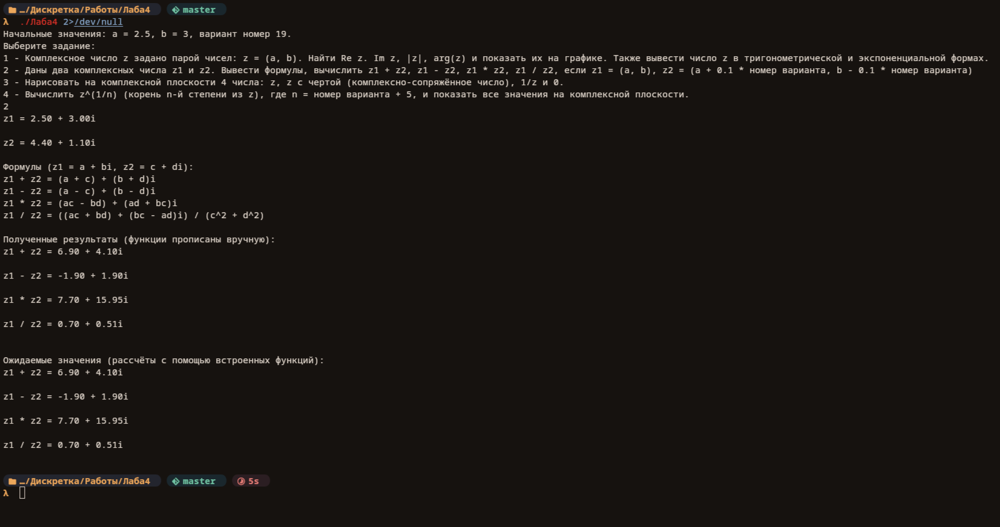 …/Дискретка/Работы/Лаба4 master
λ ./Лаба4 2>/dev/null
Начальные значения: a = 2.5, b = 3, вариант номер 19.
Выберите задание:
1 - Комплексное число z задано парой чисел: z = (a, b). Найти Re z. Im z, |z|, arg(z) и показать их на графике. Также вывести число z в тригонометрической и экспоненциальной формах.
2 - Даны два комплексных числа z1 и z2. Вывести формулы, вычислить z1 + z2, z1 - z2, z1 * z2, z1 / z2, если z1 = (a, b), z2 = (a + 0.1 * номер варианта, b - 0.1 * номер варианта)
3 - Нарисовать на комплексной плоскости 4 числа: z, z с чертой (комплексно-сопряжённое число), 1/z и 0.
4 - Вычислить z^(1/n) (корень n-й степени из z), где n = номер варианта + 5, и показать все значения на комплексной плоскости.
2
z1 = 2.50 + 3.00i
z2 = 4.40 + 1.10i
Формулы (z1 = a + bi, z2 = c + di):
z1 + z2 = (a + c) + (b + d)i
z1 - z2 = (a - c) + (b - d)i
z1 * z2 = (ac - bd) + (ad + bc)i
z1 / z2 = ((ac + bd) + (bc - ad)i) / (c^2 + d^2)
Полученные результаты (функции прописаны вручную):
z1 + z2 = 6.90 + 4.10i
z1 - z2 = -1.90 + 1.90i
z1 * z2 = 7.70 + 15.95i
z1 / z2 = 0.70 + 0.51i
Ожидаемые значения (рассчёты с помощью встроенных функций):
z1 + z2 = 6.90 + 4.10i
z1 - z2 = -1.90 + 1.90i
z1 * z2 = 7.70 + 15.95i
z1 / z2 = 0.70 + 0.51i
…/Дискретка/Работы/Лаба4 master 5s
λ